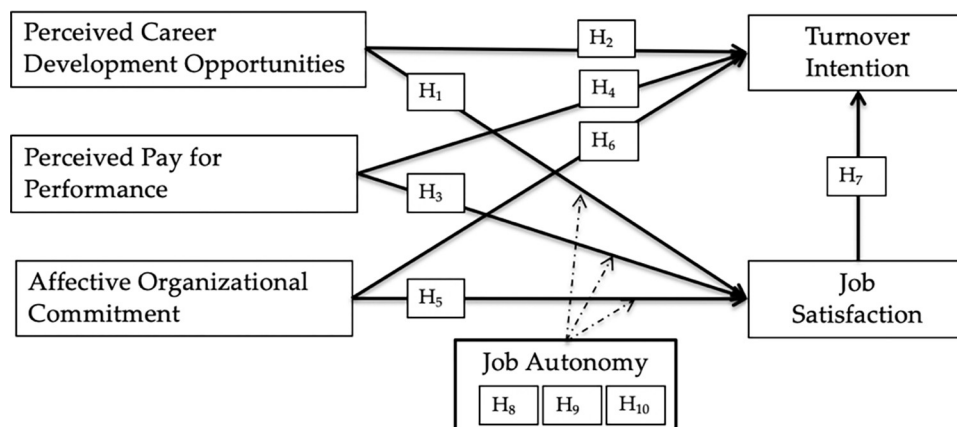 Perceived Career
Development Opportunities
H₂
Turnover
Intention
H₁
H₄
Perceived Pay for
Performance
H₆
H₃
H₇
Affective Organizational
Commitment
H₅
Job
Satisfaction
Job Autonomy
H₈ H₉ H₁₀